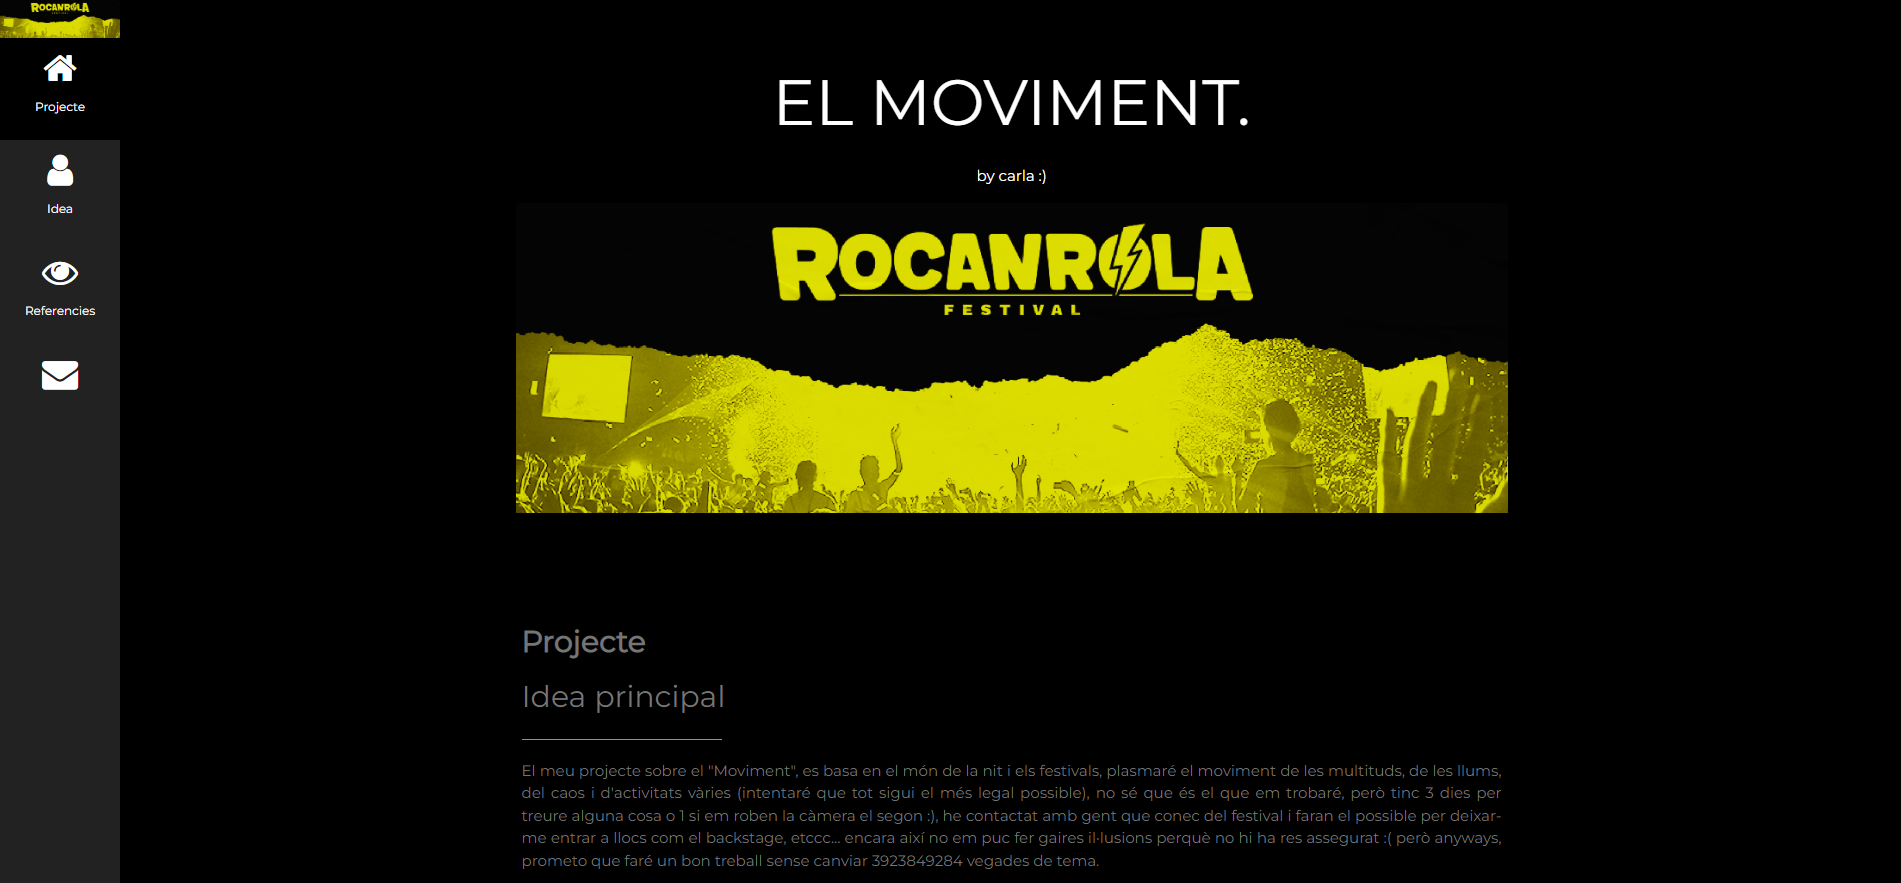 ROCANROLA
Projecte
Idea
Referencies
EL MOVIMENT.
by carla :)
ROCANROLA
FESTIVAL
Projecte
Idea principal
El meu projecte sobre el "Moviment", es basa en el món de la nit i els festivals, plasmaré el moviment de les multituds, de les llums,
del caos i d'activitats vàries (intentaré que tot sigui el més legal possible), no sé que és el que em trobaré, però tinc 3 dies per
treure alguna cosa o 1 si em roben la càmera el segon :), he contactat amb gent que conec del festival i faran el possible per deixar-
me entrar a llocs com el backstage, etccc... encara així no em puc fer gaires il·lusions perquè no hi ha res assegurat :( però anyways,
prometo que faré un bon treball sense canviar 3923849284 vegades de tema.